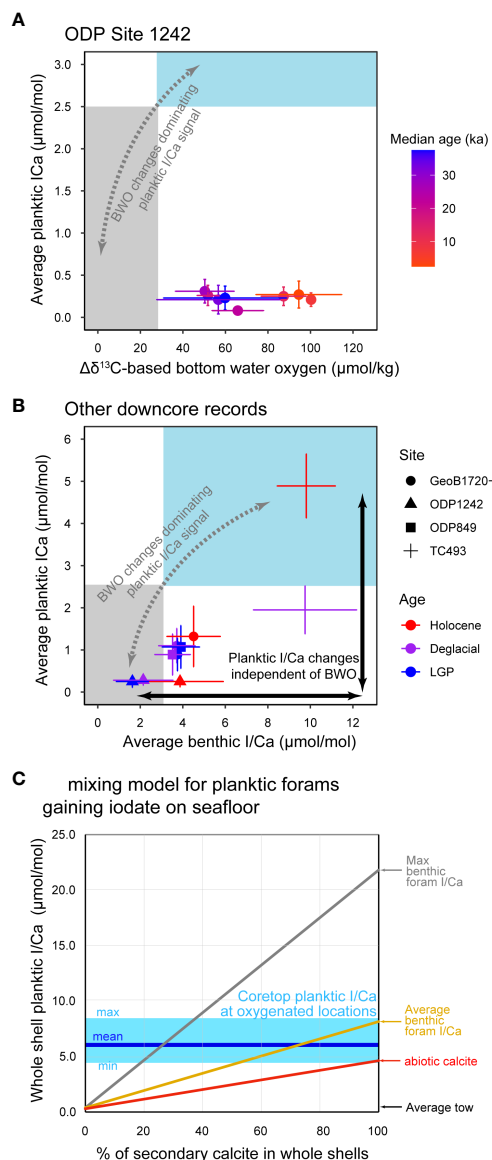 A
ODP Site 1242
Average planktic ICa (µmol/mol)
3.0
2.5
2.0
1.5
1.0
0.5
0.0
BWO changes dominating
planktic I/Ca signal
0 20 40 60 80 100 120
Δδ¹³C-based bottom water oxygen (µmol/kg)
Median age (ka)
30
20
10
B
Other downcore records
Average planktic ICa (µmol/mol)
6
5
4
3
2
1
0
BWO changes dominating
planktic I/Ca signal
Planktic I/Ca changes
independent of BWO
0 2 4 6 8 10 12
Average benthic I/Ca (µmol/mol)
Site
GeoB1720-
ODP1242
ODP849
TC493
Age
Holocene
Deglacial
LGP
C
mixing model for planktic forams
gaining iodate on seafloor
Whole shell planktic I/Ca (µmol/mol)
25.0
20.0
15.0
10.0
5.0
0.0
max
mean
min
Coretop planktic I/Ca
at oxygenated locations
Max
benthic
foram I/Ca
Average
benthic
foram I/Ca
abiotic calcite
Average tow
0 20 40 60 80 100
% of secondary calcite in whole shells